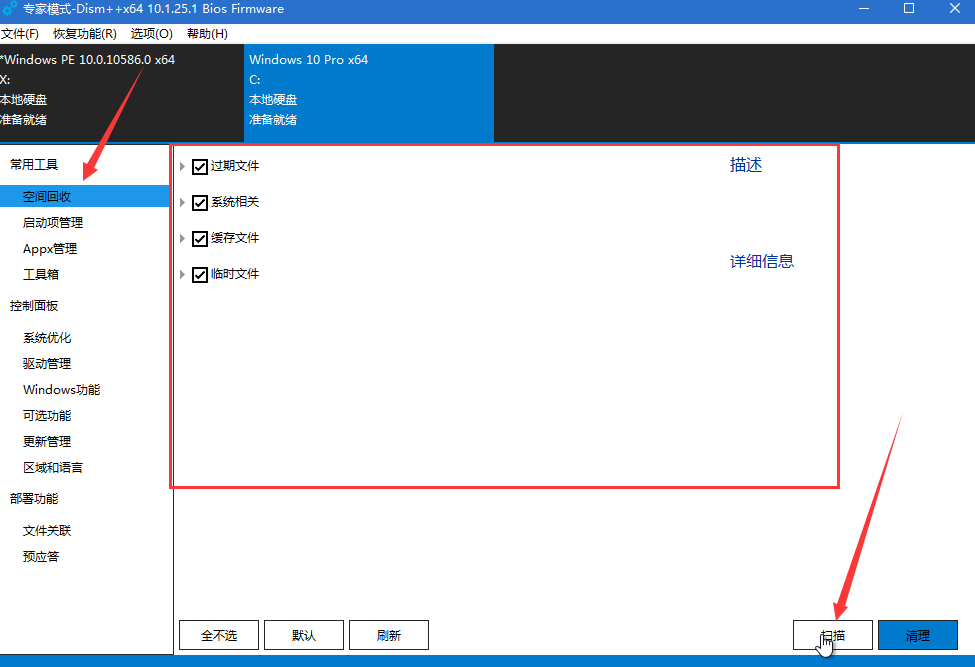 专家模式-Dism++x64 10.1.25.1 Bios Firmware
文件(F) 恢复功能(R) 选项(O) 帮助(H)
*Windows PE 10.0.10586.0 x64
X:
本地硬盘
准备就绪
Windows 10 Pro x64
C:
本地硬盘
准备就绪
常用工具
空间回收
启动项管理
Appx管理
工具箱
控制面板
系统优化
驱动管理
Windows功能
可选功能
更新管理
区域和语言
部署功能
文件关联
预应答
过期文件
系统相关
缓存文件
临时文件
描述
详细信息
全不选 默认 刷新 扫描 清理